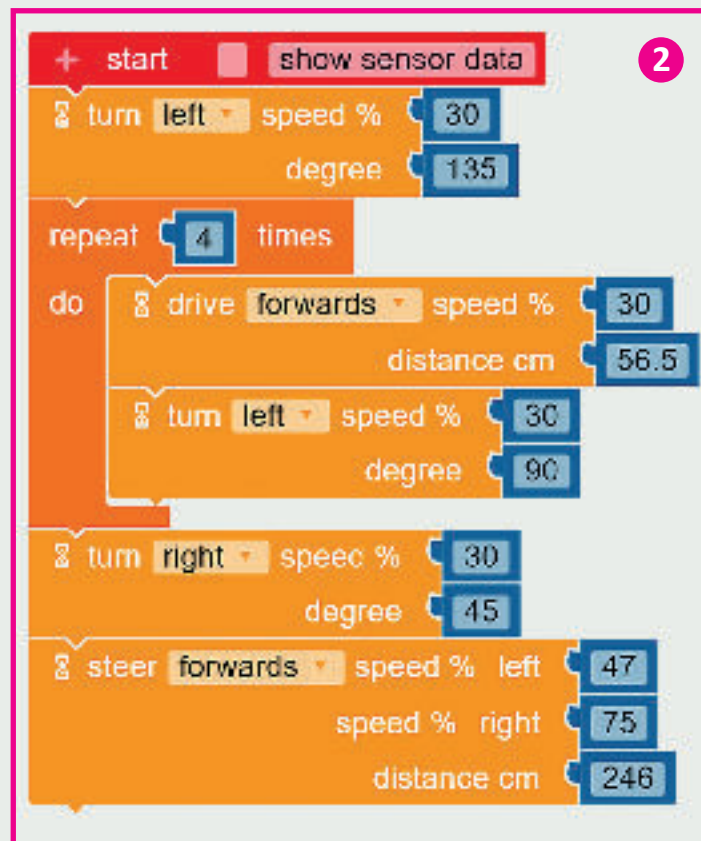 2
+ start show sensor data
turn left speed % 30
degree 135
repeat 4 times
do drive forwards speed % 30
distance cm 56.5
turn left speed % 30
degree 90
turn right speed % 30
degree 45
steer forwards speed % left 47
speed % right 75
distance cm 246